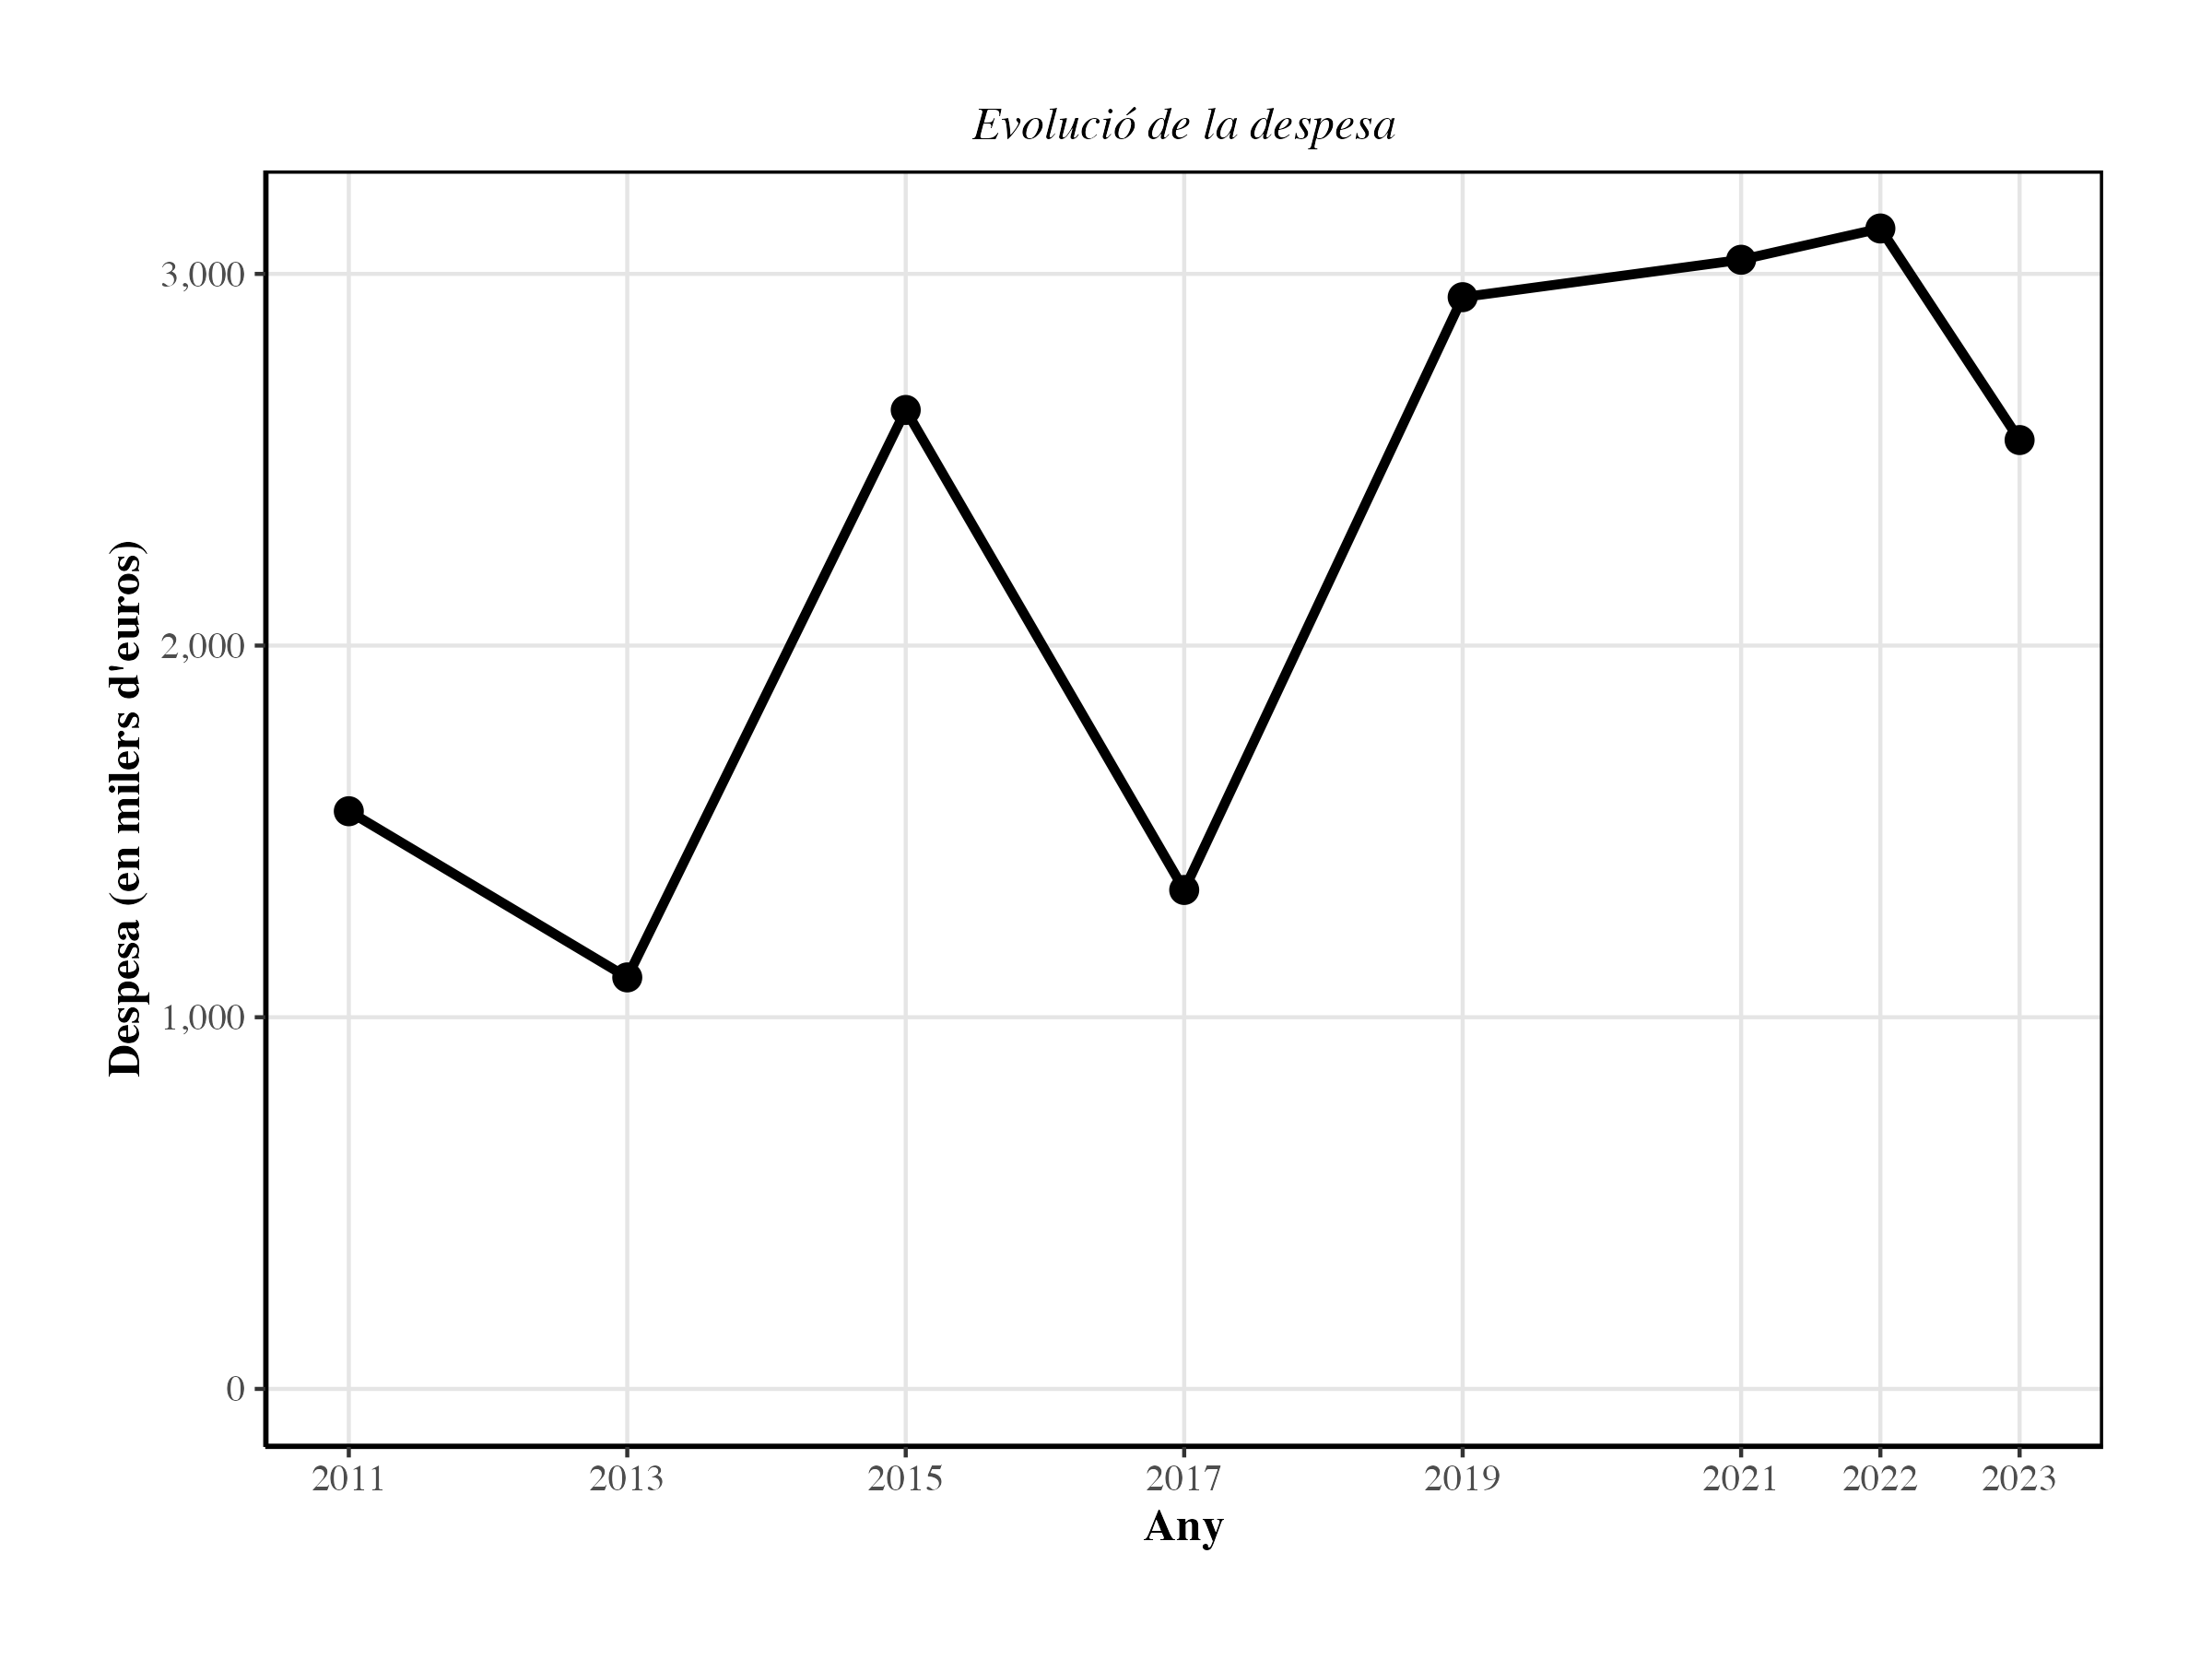 Evolució de la despesa
Despesa (en milers d'euros)
3,000
2,000
1,000
0
2011 2013 2015 2017 2019 2021 2022 2023
Any